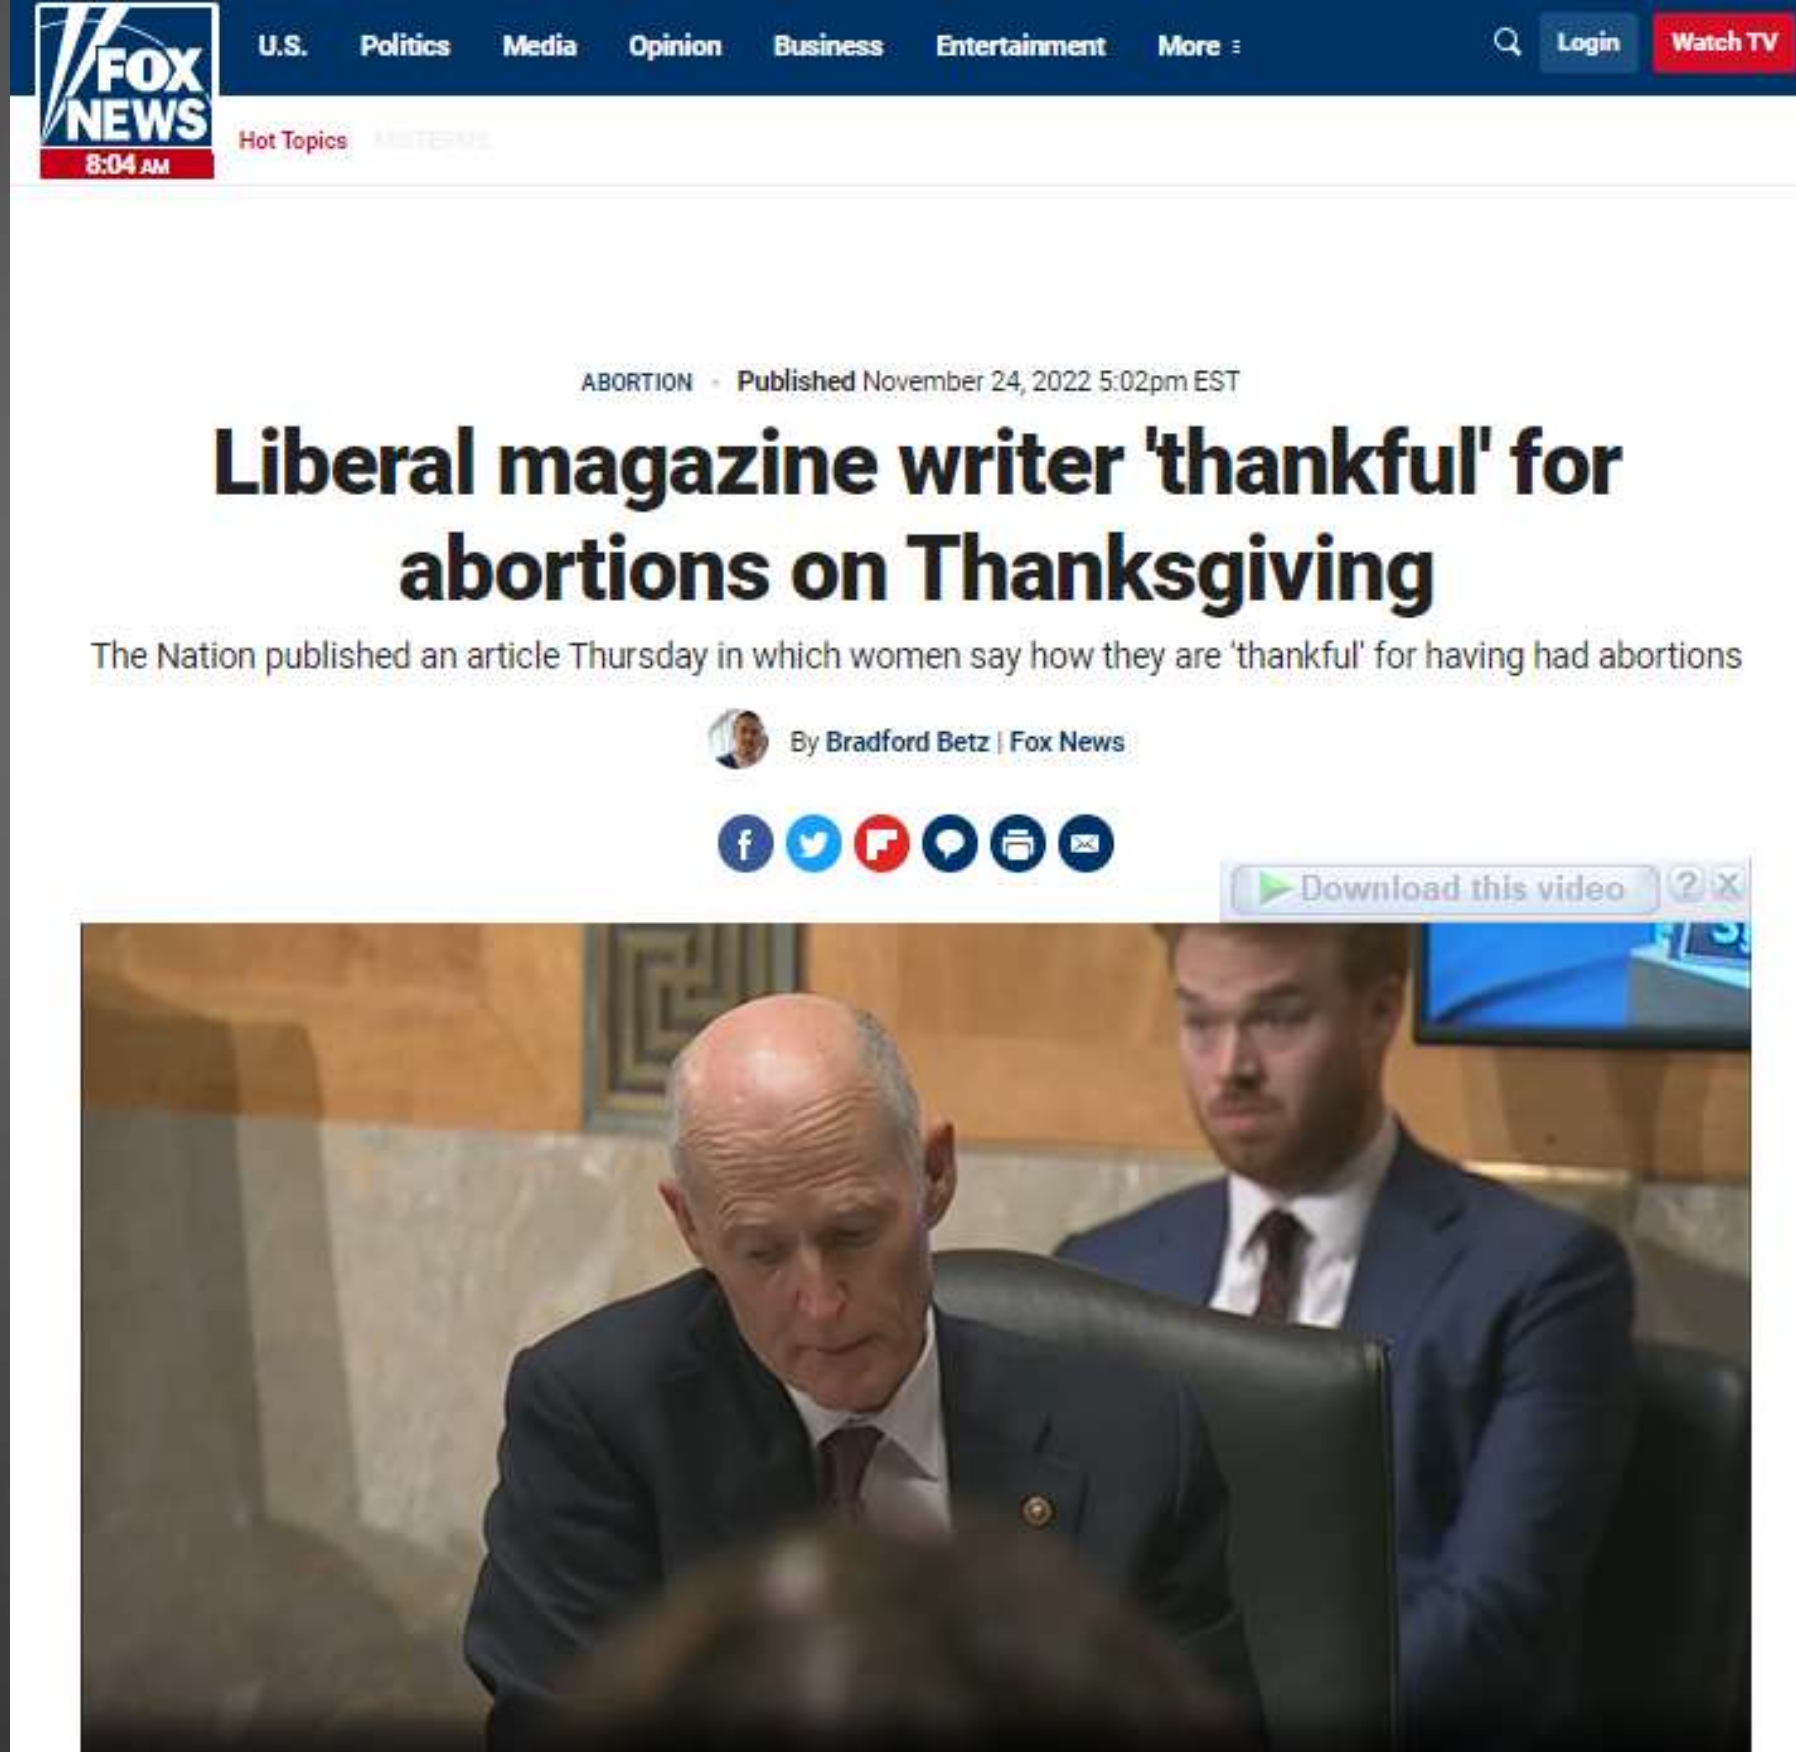 FOX
NEWS
8:04 AM
U.S. Politics Media Opinion Business Entertainment More
Login
Watch TV
Hot Topics MIDTERMS
ABORTION Published November 24, 2022 5:02pm EST
Liberal magazine writer 'thankful' for
abortions on Thanksgiving
The Nation published an article Thursday in which women say how they are 'thankful' for having had abortions
By Bradford Betz | Fox News
Download this video ? X